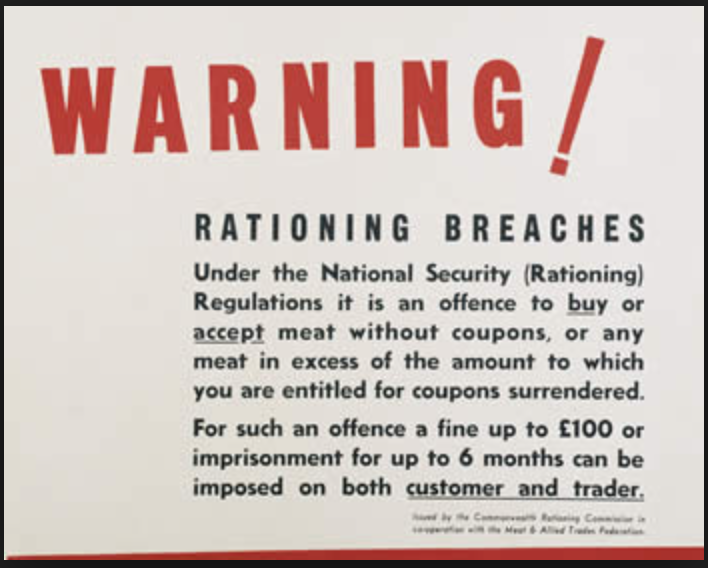 WARNING!
RATIONING BREACHES
Under the National Security (Rationing)
Regulations it is an offence to buy or
accept meat without coupons, or any
meat in excess of the amount to which
you are entitled for coupons surrendered.
For such an offence a fine up to £100 or
imprisonment for up to 6 months can be
imposed on both customer and trader.
Issued by the Commonwealth Rationing Commission in
co-operation with the Meat & Allied Trades Federation.